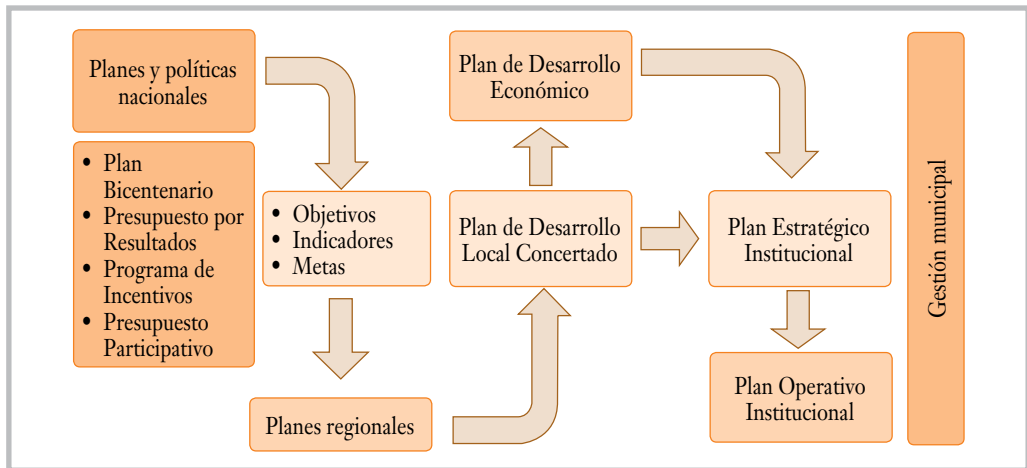 Planes y políticas
nacionales
• Plan
Bicentenario
• Presupuesto por
Resultados
• Programa de
Incentivos
• Presupuesto
Participativo
• Objetivos
• Indicadores
• Metas
Planes regionales
Plan de Desarrollo
Económico
Plan de Desarrollo
Local Concertado
Plan Estratégico
Institucional
Plan Operativo
Institucional
Gestión municipal